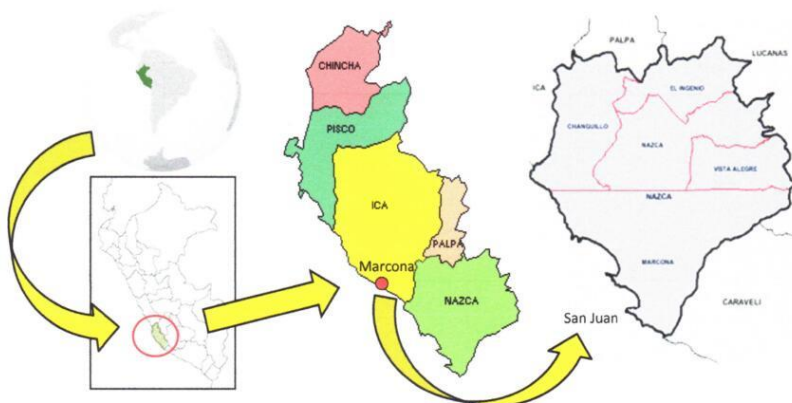 CHINCHA
PISCO
ICA
PALPA
Marcona
NAZCA
PALPA
LUCANAS
ICA
EL INGENIO
CHANGUILLO
NAZCA
VISTA ALEGRE
NAZCA
MARCONA
CARAVELI
San Juan